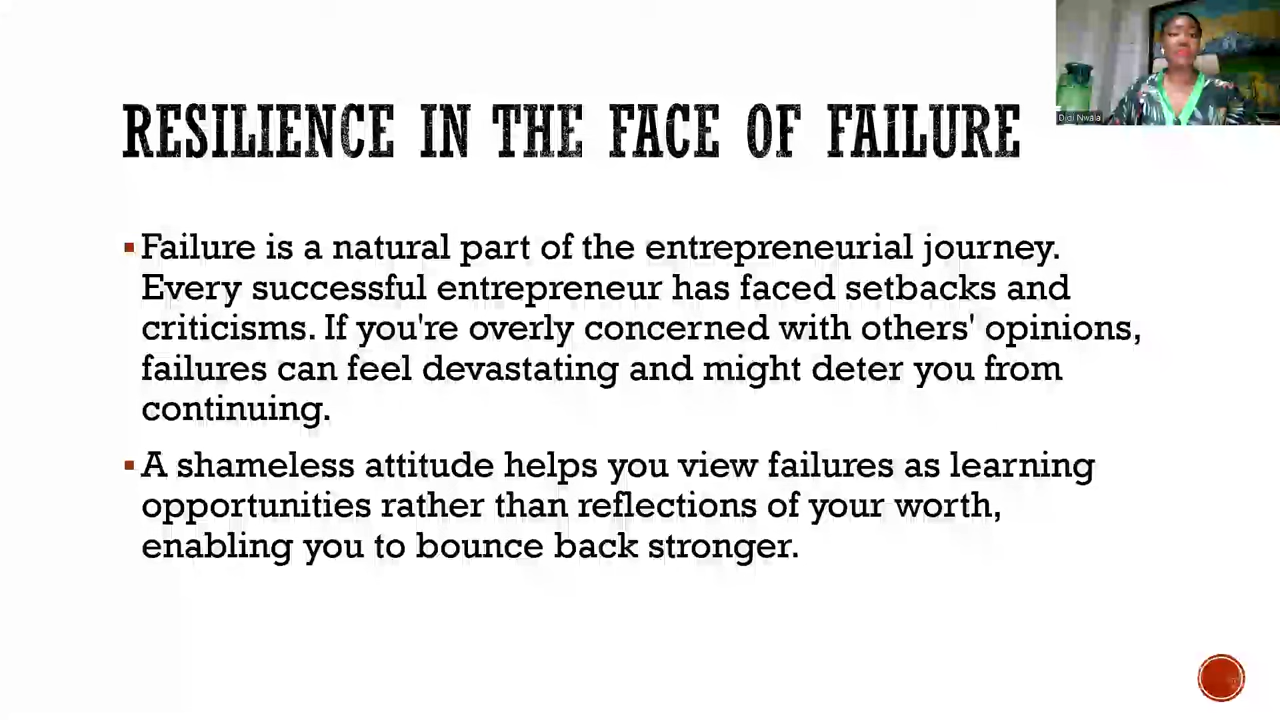 RESILIENCE IN THE FACE OF FAILURE
Didi Nwala
Failure is a natural part of the entrepreneurial journey.
Every successful entrepreneur has faced setbacks and
criticisms. If you're overly concerned with others' opinions,
failures can feel devastating and might deter you from
continuing.
A shameless attitude helps you view failures as learning
opportunities rather than reflections of your worth,
enabling you to bounce back stronger.